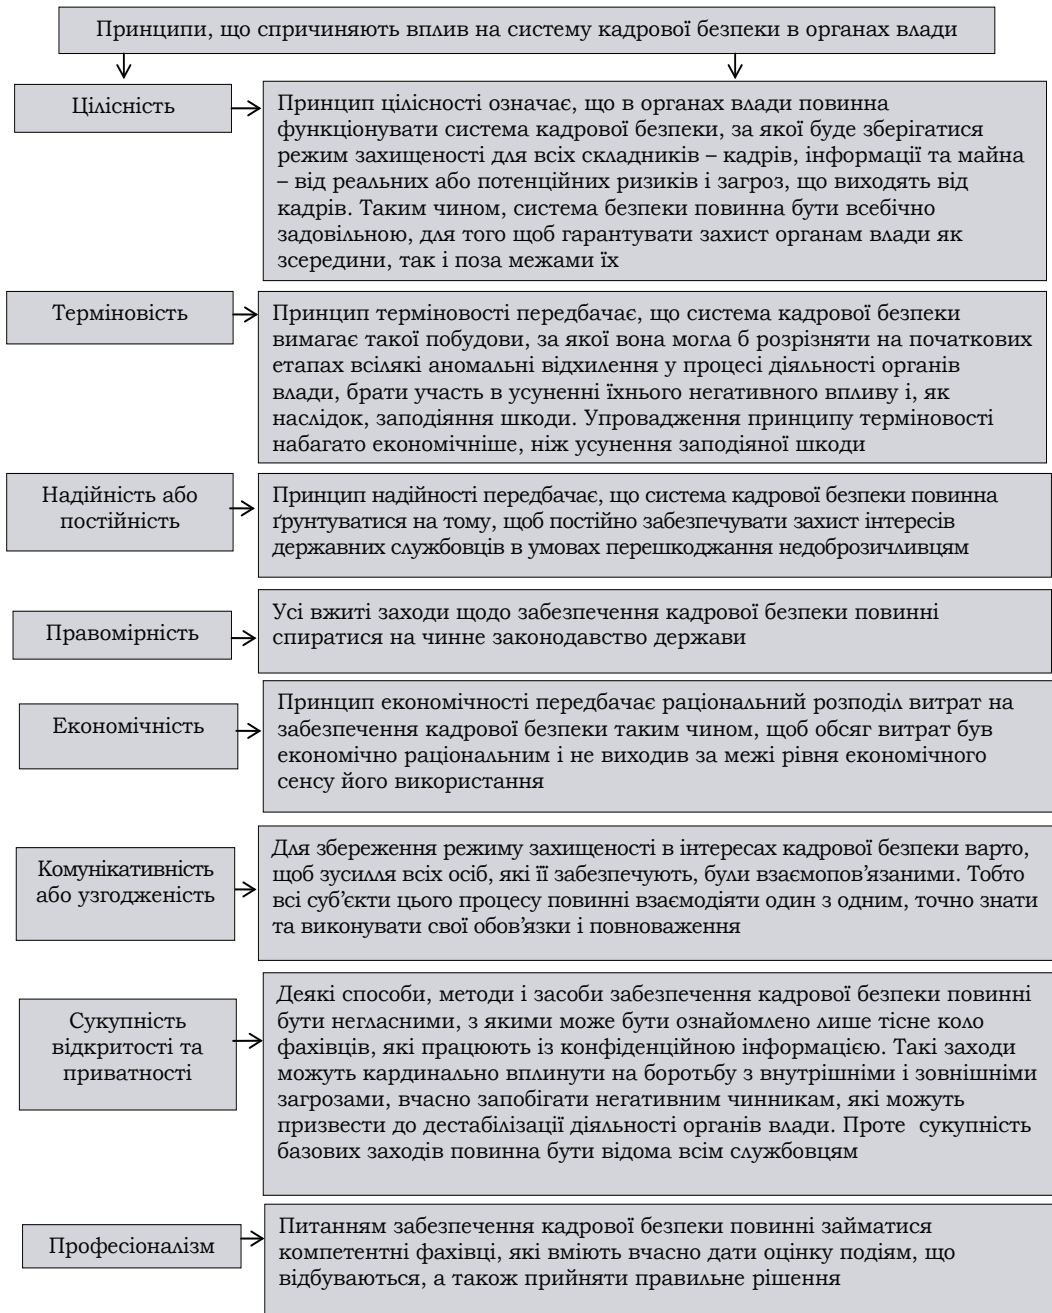 Принципи, що спричиняють вплив на систему кадрової безпеки в органах влади
Цілісність
Принцип цілісності означає, що в органах влади повинна
функціонувати система кадрової безпеки, за якої буде зберігатися
режим захищеності для всіх складників – кадрів, інформації та майна
– від реальних або потенційних ризиків і загроз, що виходять від
кадрів. Таким чином, система безпеки повинна бути всебічно
задовільною, для того щоб гарантувати захист органам влади як
зсередини, так і поза межами їх
Терміновість
Принцип терміновості передбачає, що система кадрової безпеки
вимагає такої побудови, за якої вона могла б розрізняти на початкових
етапах всілякі аномальні відхилення у процесі діяльності органів
влади, брати участь в усуненні їхнього негативного впливу і, як
наслідок, заподіяння шкоди. Упровадження принципу терміновості
набагато економічніше, ніж усунення заподіяної шкоди
Надійність або
постійність
Принцип надійності передбачає, що система кадрової безпеки повинна
ґрунтуватися на тому, щоб постійно забезпечувати захист інтересів
державних службовців в умовах перешкоджання недоброзичливцям
Правомірність
Усі вжиті заходи щодо забезпечення кадрової безпеки повинні
спиратися на чинне законодавство держави
Економічність
Принцип економічності передбачає раціональний розподіл витрат на
забезпечення кадрової безпеки таким чином, щоб обсяг витрат був
економічно раціональним і не виходив за межі рівня економічного
сенсу його використання
Комунікативність
або узгодженість
Для збереження режиму захищеності в інтересах кадрової безпеки варто,
щоб зусилля всіх осіб, які її забезпечують, були взаємопов’язаними. Тобто
всі суб’єкти цього процесу повинні взаємодіяти один з одним, точно знати
та виконувати свої обов’язки і повноваження
Сукупність
відкритості та
приватності
Деякі способи, методи і засоби забезпечення кадрової безпеки повинні
бути негласними, з якими може бути ознайомлено лише тісне коло
фахівців, які працюють із конфіденційною інформацією. Такі заходи
можуть кардинально вплинути на боротьбу з внутрішніми і зовнішніми
загрозами, вчасно запобігати негативним чинникам, які можуть
призвести до дестабілізації діяльності органів влади. Проте сукупність
базових заходів повинна бути відома всім службовцям
Професіоналізм
Питанням забезпечення кадрової безпеки повинні займатися
компетентні фахівці, які вміють вчасно дати оцінку подіям, що
відбуваються, а також прийняти правильне рішення